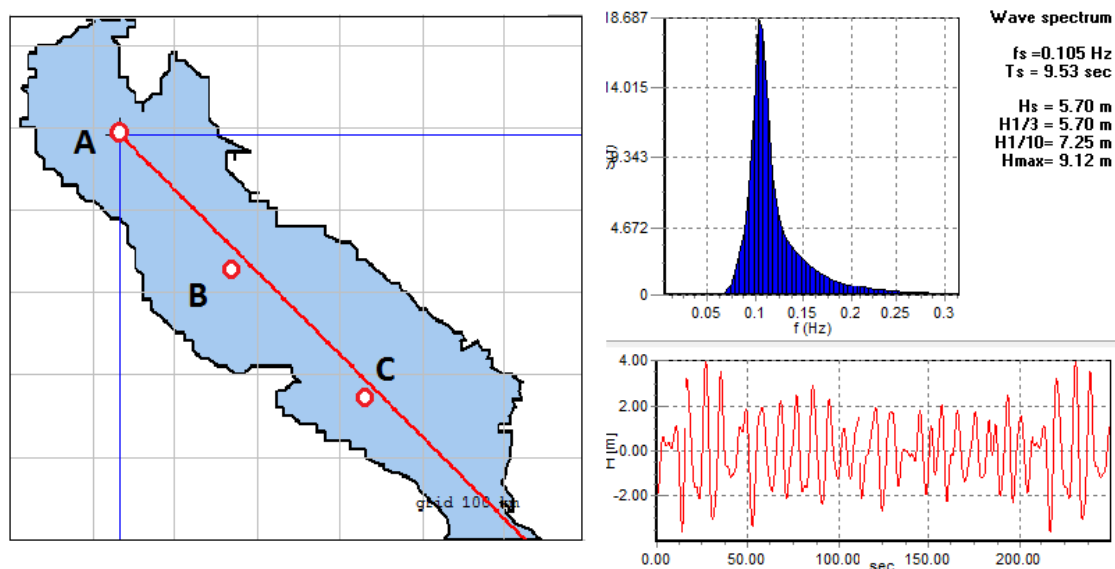 A
B
C
grid 100 km
18.687
14.015
9.343
4.672
0
0.05
0.1
0.15
0.2
0.25
0.3
f (Hz)
Wave spectrum
fs =0.105 Hz
Ts = 9.53 sec
Hs = 5.70 m
H1/3 = 5.70 m
H1/10= 7.25 m
Hmax= 9.12 m
4.00
2.00
0.00
-2.00
H [m]
0.00
50.00
100.00
150.00
200.00
sec